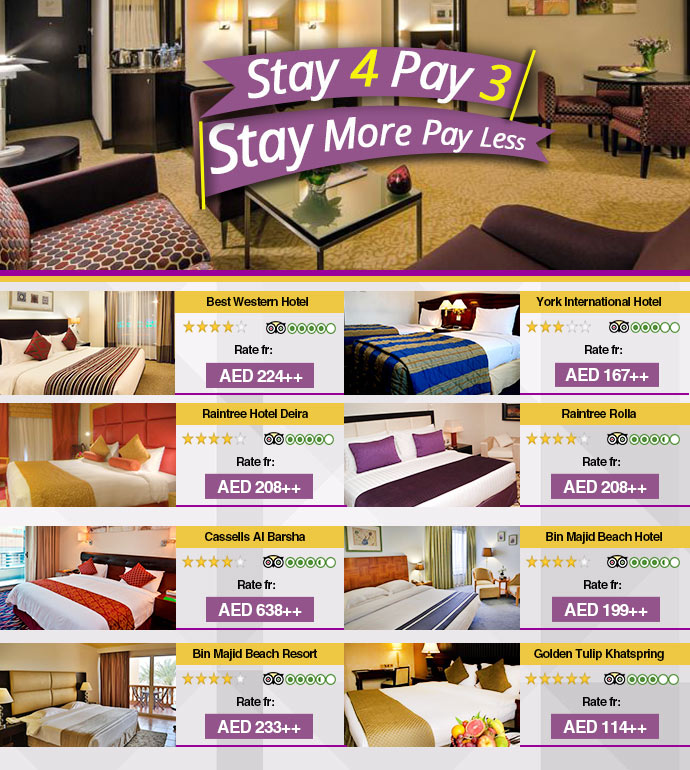 Stay 4 Pay 3
Stay More Pay Less
Best Western Hotel
Rate fr:
AED 224++
York International Hotel
Rate fr:
AED 167++
Raintree Hotel Deira
Rate fr:
AED 208++
Raintree Rolla
Rate fr:
AED 208++
Cassells Al Barsha
Rate fr:
AED 638++
Bin Majid Beach Hotel
Rate fr:
AED 199++
Bin Majid Beach Resort
Rate fr:
AED 233++
Golden Tulip Khatspring
Rate fr:
AED 114++